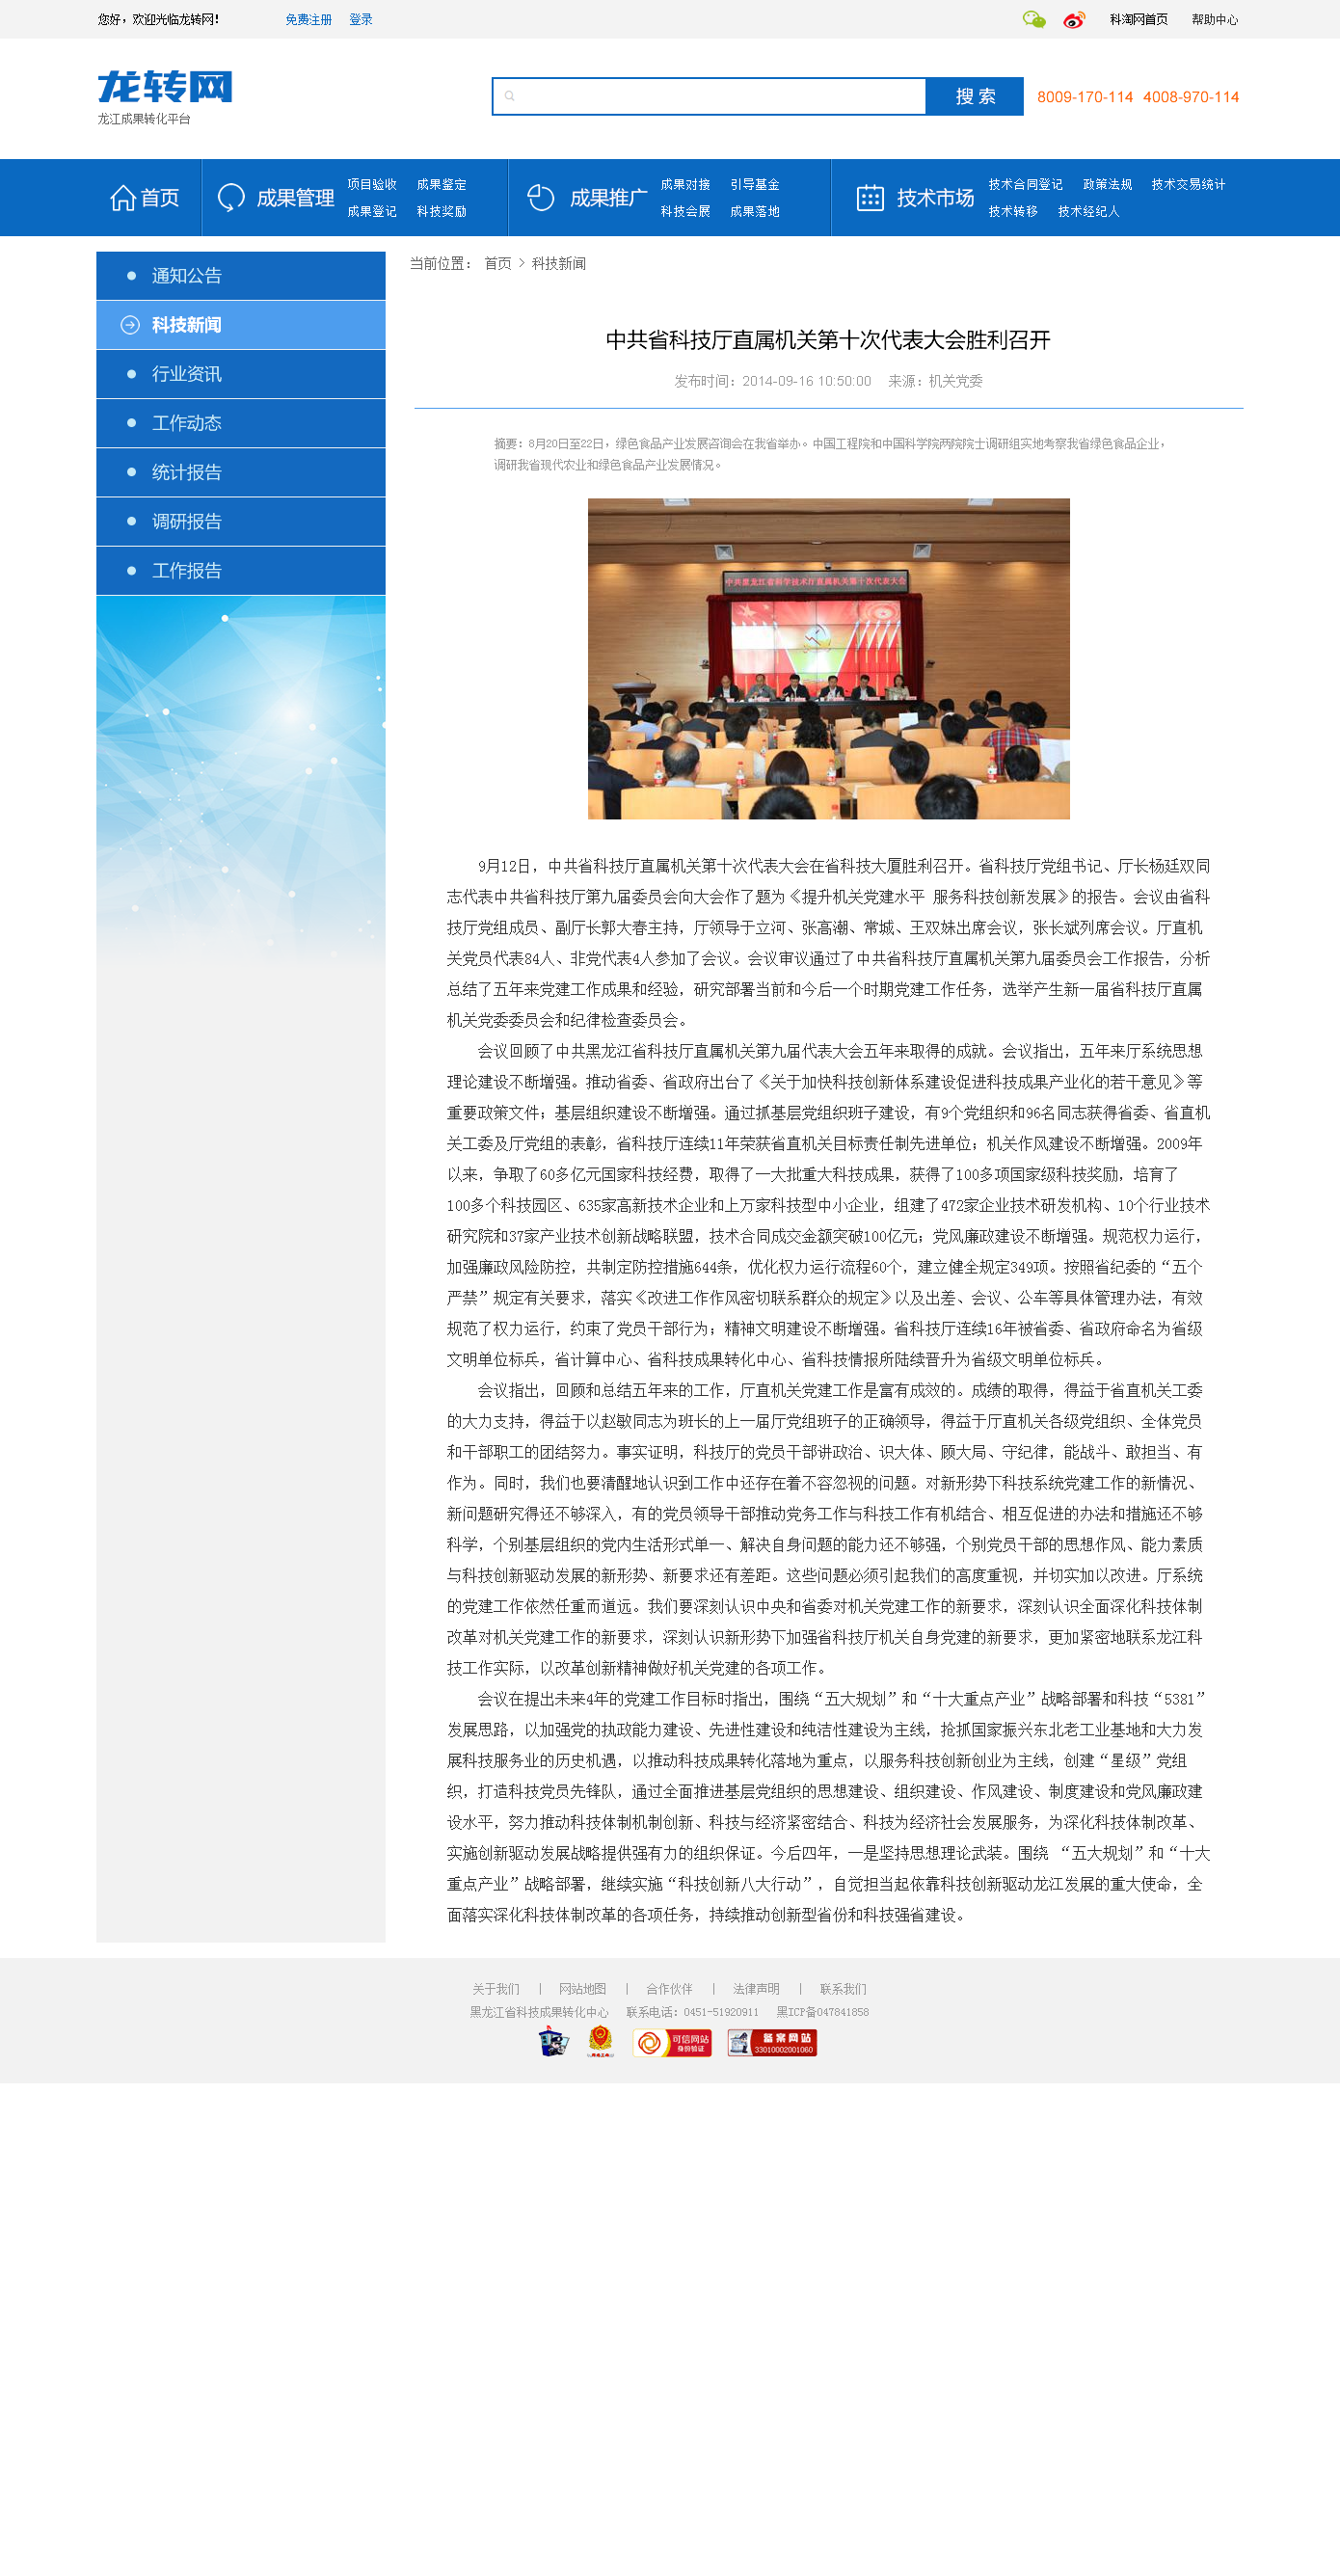 您好，欢迎光临龙转网！ 免费注册 登录 科淘网首页 帮助中心
龙转网
龙江成果转化平台
搜 索 8009-170-114 4008-970-114
首页 成果管理 项目验收 成果鉴定 成果登记 科技奖励
成果推广 成果对接 引导基金 科技会展 成果落地
技术市场 技术合同登记 政策法规 技术交易统计 技术转移 技术经纪人
通知公告
科技新闻
行业资讯
工作动态
统计报告
调研报告
工作报告
当前位置： 首页 > 科技新闻
中共省科技厅直属机关第十次代表大会胜利召开
发布时间：2014-09-16 10:50:00 来源：机关党委
摘要：8月20日至22日，绿色食品产业发展咨询会在我省举办。中国工程院和中国科学院两院院士调研组实地考察我省绿色食品企业，
调研我省现代农业和绿色食品产业发展情况。
中共黑龙江省科学技术厅直属机关第十次代表大会
9月12日，中共省科技厅直属机关第十次代表大会在省科技大厦胜利召开。省科技厅党组书记、厅长杨廷双同
志代表中共省科技厅第九届委员会向大会作了题为《提升机关党建水平 服务科技创新发展》的报告。会议由省科
技厅党组成员、副厅长郭大春主持，厅领导于立河、张高潮、常城、王双妹出席会议，张长斌列席会议。厅直机
关党员代表84人、非党代表4人参加了会议。会议审议通过了中共省科技厅直属机关第九届委员会工作报告，分析
总结了五年来党建工作成果和经验，研究部署当前和今后一个时期党建工作任务，选举产生新一届省科技厅直属
机关党委委员会和纪律检查委员会。
会议回顾了中共黑龙江省科技厅直属机关第九届代表大会五年来取得的成就。会议指出，五年来厅系统思想
理论建设不断增强。推动省委、省政府出台了《关于加快科技创新体系建设促进科技成果产业化的若干意见》等
重要政策文件；基层组织建设不断增强。通过抓基层党组织班子建设，有9个党组织和96名同志获得省委、省直机
关工委及厅党组的表彰，省科技厅连续11年荣获省直机关目标责任制先进单位；机关作风建设不断增强。2009年
以来，争取了60多亿元国家科技经费，取得了一大批重大科技成果，获得了100多项国家级科技奖励，培育了
100多个科技园区、635家高新技术企业和上万家科技型中小企业，组建了472家企业技术研发机构、10个行业技术
研究院和37家产业技术创新战略联盟，技术合同成交金额突破100亿元；党风廉政建设不断增强。规范权力运行，
加强廉政风险防控，共制定防控措施644条，优化权力运行流程60个，建立健全规定349项。按照省纪委的“五个
严禁”规定有关要求，落实《改进工作作风密切联系群众的规定》以及出差、会议、公车等具体管理办法，有效
规范了权力运行，约束了党员干部行为；精神文明建设不断增强。省科技厅连续16年被省委、省政府命名为省级
文明单位标兵，省计算中心、省科技成果转化中心、省科技情报所陆续晋升为省级文明单位标兵。
会议指出，回顾和总结五年来的工作，厅直机关党建工作是富有成效的。成绩的取得，得益于省直机关工委
的大力支持，得益于以赵敏同志为班长的上一届厅党组班子的正确领导，得益于厅直机关各级党组织、全体党员
和干部职工的团结努力。事实证明，科技厅的党员干部讲政治、识大体、顾大局、守纪律，能战斗、敢担当、有
作为。同时，我们也要清醒地认识到工作中还存在着不容忽视的问题。对新形势下科技系统党建工作的新情况、
新问题研究得还不够深入，有的党员领导干部推动党务工作与科技工作有机结合、相互促进的办法和措施还不够
科学，个别基层组织的党内生活形式单一、解决自身问题的能力还不够强，个别党员干部的思想作风、能力素质
与科技创新驱动发展的新形势、新要求还有差距。这些问题必须引起我们的高度重视，并切实加以改进。厅系统
的党建工作依然任重而道远。我们要深刻认识中央和省委对机关党建工作的新要求，深刻认识全面深化科技体制
改革对机关党建工作的新要求，深刻认识新形势下加强省科技厅机关自身党建的新要求，更加紧密地联系龙江科
技工作实际，以改革创新精神做好机关党建的各项工作。
会议在提出未来4年的党建工作目标时指出，围绕“五大规划”和“十大重点产业”战略部署和科技“5381”
发展思路，以加强党的执政能力建设、先进性建设和纯洁性建设为主线，抢抓国家振兴东北老工业基地和大力发
展科技服务业的历史机遇，以推动科技成果转化落地为重点，以服务科技创新创业为主线，创建“星级”党组
织，打造科技党员先锋队，通过全面推进基层党组织的思想建设、组织建设、作风建设、制度建设和党风廉政建
设水平，努力推动科技体制机制创新、科技与经济紧密结合、科技为经济社会发展服务，为深化科技体制改革、
实施创新驱动发展战略提供强有力的组织保证。今后四年，一是坚持思想理论武装。围绕 “五大规划”和“十大
重点产业”战略部署，继续实施“科技创新八大行动”，自觉担当起依靠科技创新驱动龙江发展的重大使命，全
面落实深化科技体制改革的各项任务，持续推动创新型省份和科技强省建设。
关于我们 | 网站地图 | 合作伙伴 | 法律声明 | 联系我们
黑龙江省科技成果转化中心 联系电话：0451-51920911 黑ICP备047841858
可信网站 身份验证 备案网站 33010002001060